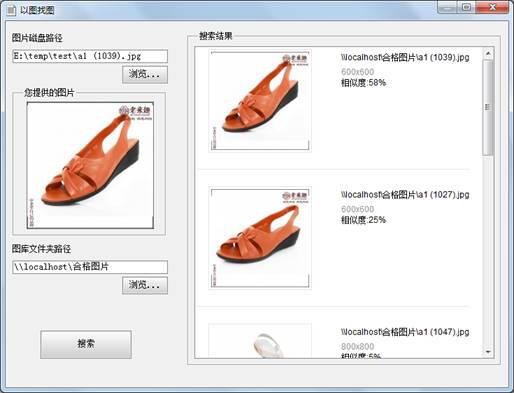 以图找图
图片磁盘路径
E:\temp\test\a1 (1039).jpg
浏览...
您提供的图片
图库文件夹路径
\\localhost\合格图片
浏览...
搜索
搜索结果
\\localhost\合格图片\a1 (1039).jpg
600x600
相似度:58%
\\localhost\合格图片\a1 (1027).jpg
600x600
相似度:25%
\\localhost\合格图片\a1 (1047).jpg
800x800
相似度:5%